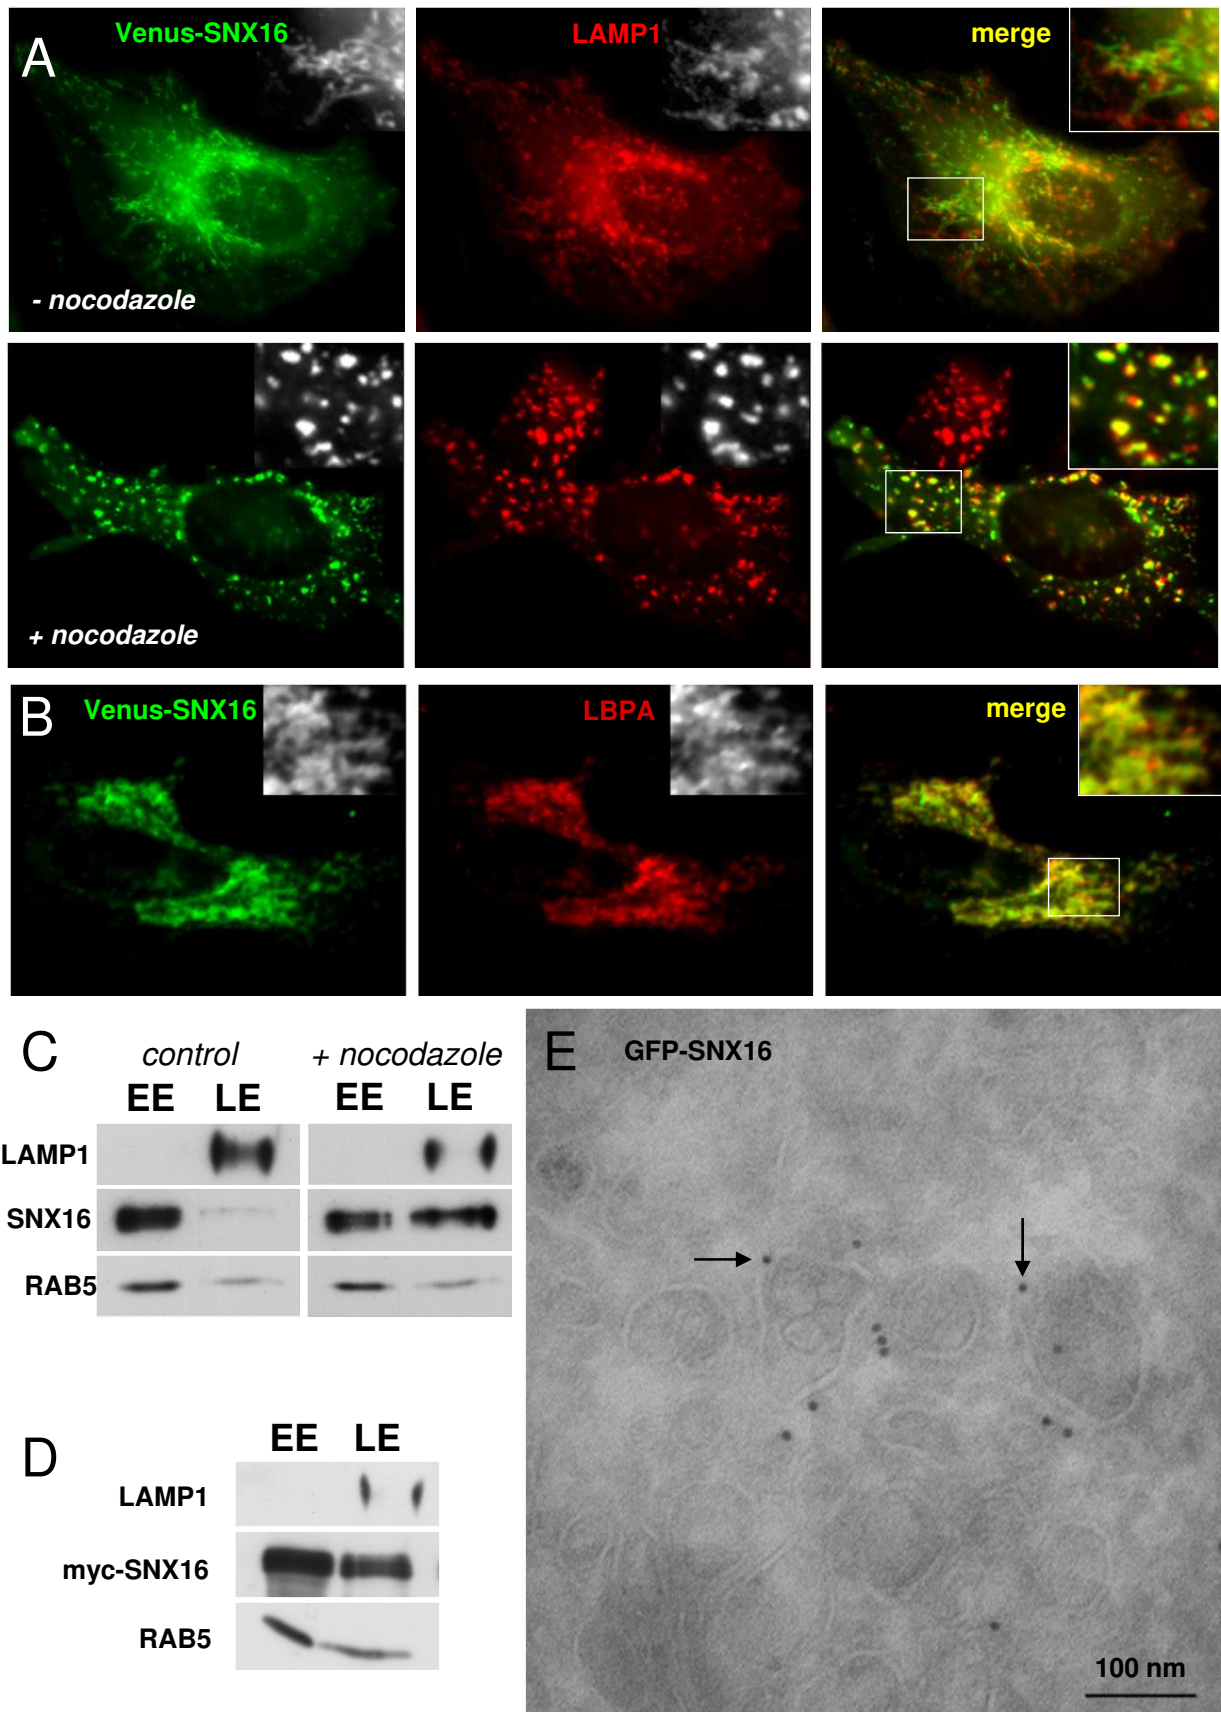 A
Venus-SNX16
LAMP1
merge
- nocodazole
+ nocodazole
B
Venus-SNX16
LBPA
merge
C
control
+ nocodazole
EE
LE
EE
LE
LAMP1
SNX16
RAB5
D
EE
LE
LAMP1
myc-SNX16
RAB5
E
GFP-SNX16
100 nm